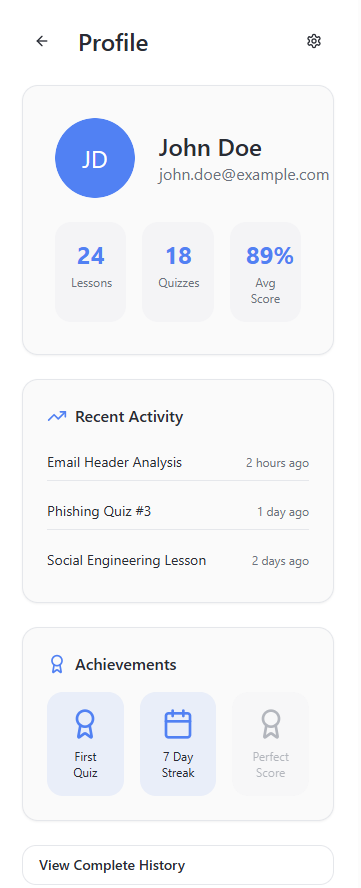 Profile
JD
John Doe
john.doe@example.com
24
Lessons
18
Quizzes
89%
Avg
Score
Recent Activity
Email Header Analysis 2 hours ago
Phishing Quiz #3 1 day ago
Social Engineering Lesson 2 days ago
Achievements
First
Quiz
7 Day
Streak
Perfect
Score
View Complete History